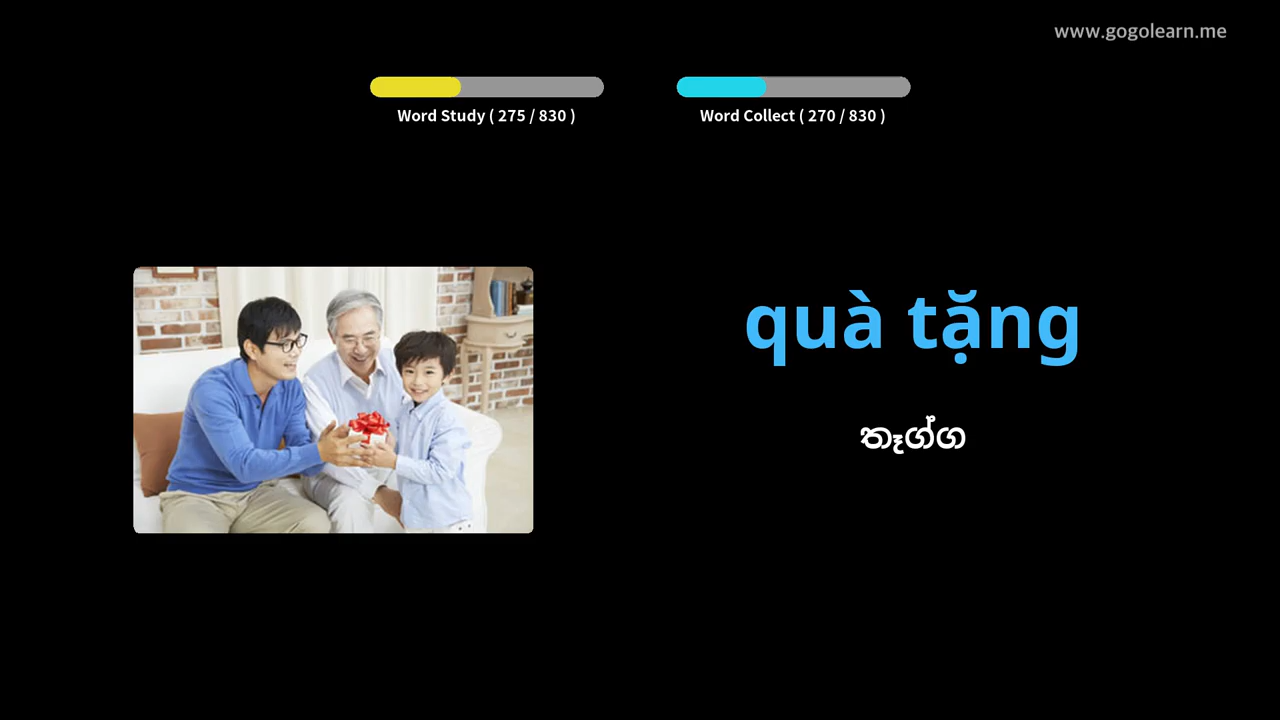 www.gogolearn.me
Word Study ( 275 / 830 )
Word Collect ( 270 / 830 )
quà tặng
තෑග්ග